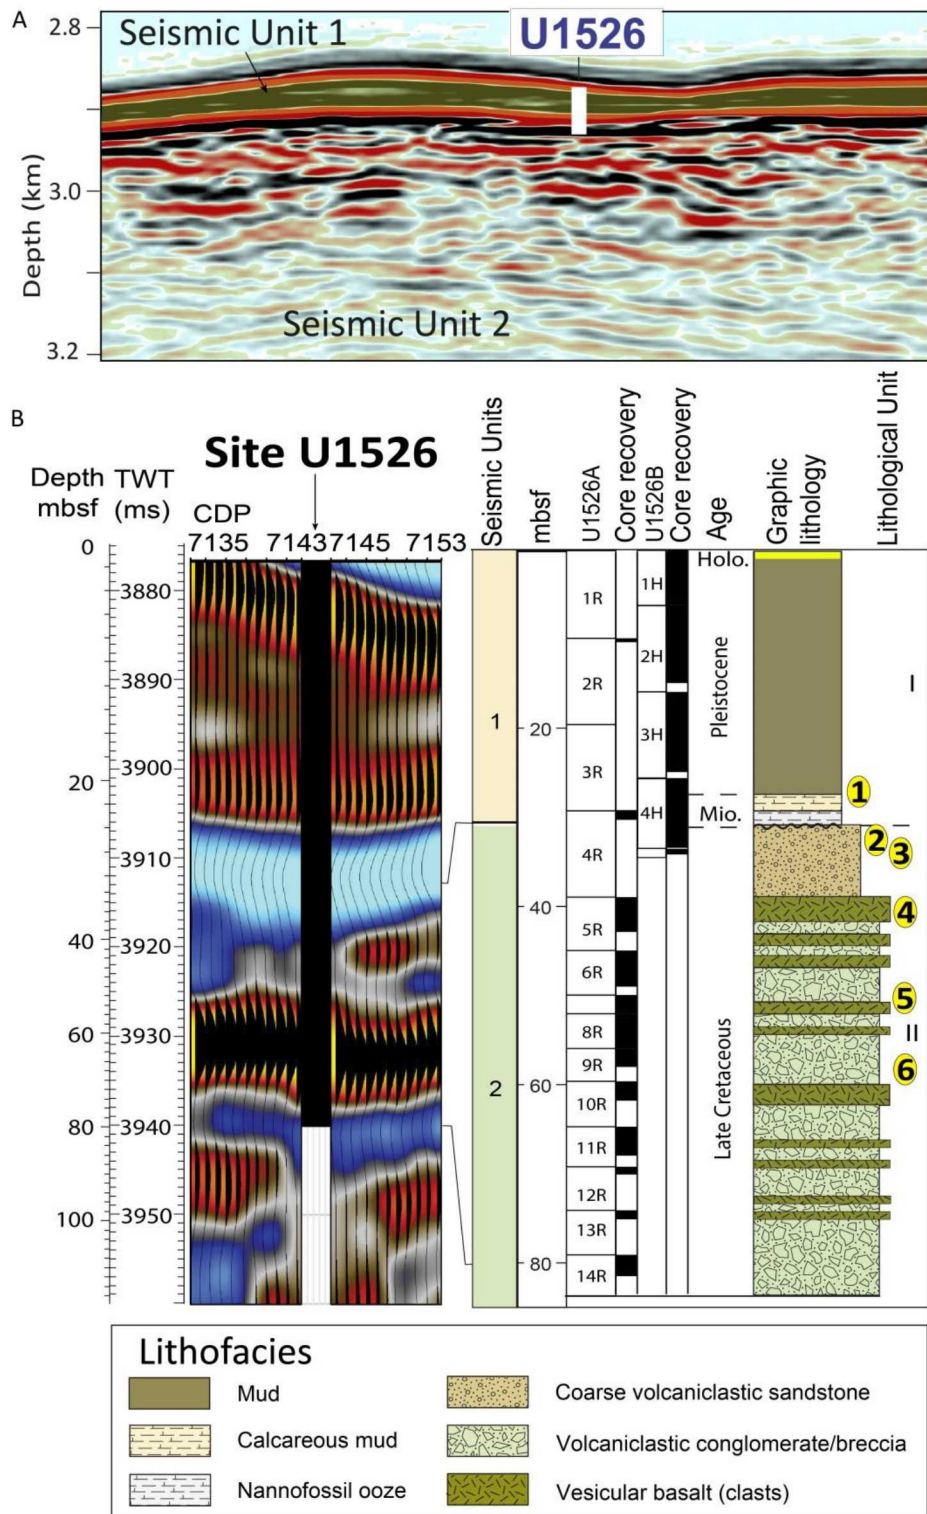 A
2.8
3.0
3.2
Depth (km)
Seismic Unit 1
U1526
Seismic Unit 2
B
Site U1526
Depth mbsf
TWT (ms)
CDP
7135 7143 7145 7153
0
20
40
60
80
100
3880
3890
3900
3910
3920
3930
3940
3950
Seismic Units
mbsf
U1526A
Core recovery
U1526B
Core recovery
Age
Graphic lithology
Lithological Unit
1
2
20
40
60
80
1R
2R
3R
4R
5R
6R
8R
9R
10R
11R
12R
13R
14R
1H
2H
3H
4H
Holo.
Pleistocene
Mio.
Late Cretaceous
I
II
1
2
3
4
5
6
Lithofacies
Mud
Calcareous mud
Nannofossil ooze
Coarse volcaniclastic sandstone
Volcaniclastic conglomerate/breccia
Vesicular basalt (clasts)